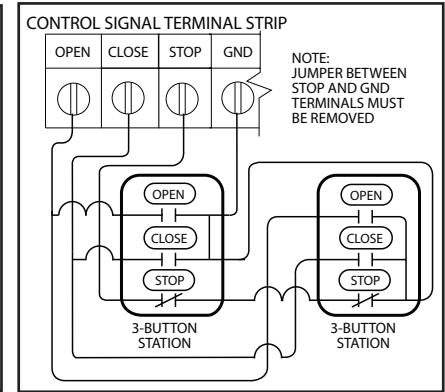 CONTROL SIGNAL TERMINAL STRIP
OPEN CLOSE STOP GND
NOTE:
JUMPER BETWEEN
STOP AND GND
TERMINALS MUST
BE REMOVED
OPEN
CLOSE
STOP
3-BUTTON
STATION
OPEN
CLOSE
STOP
3-BUTTON
STATION